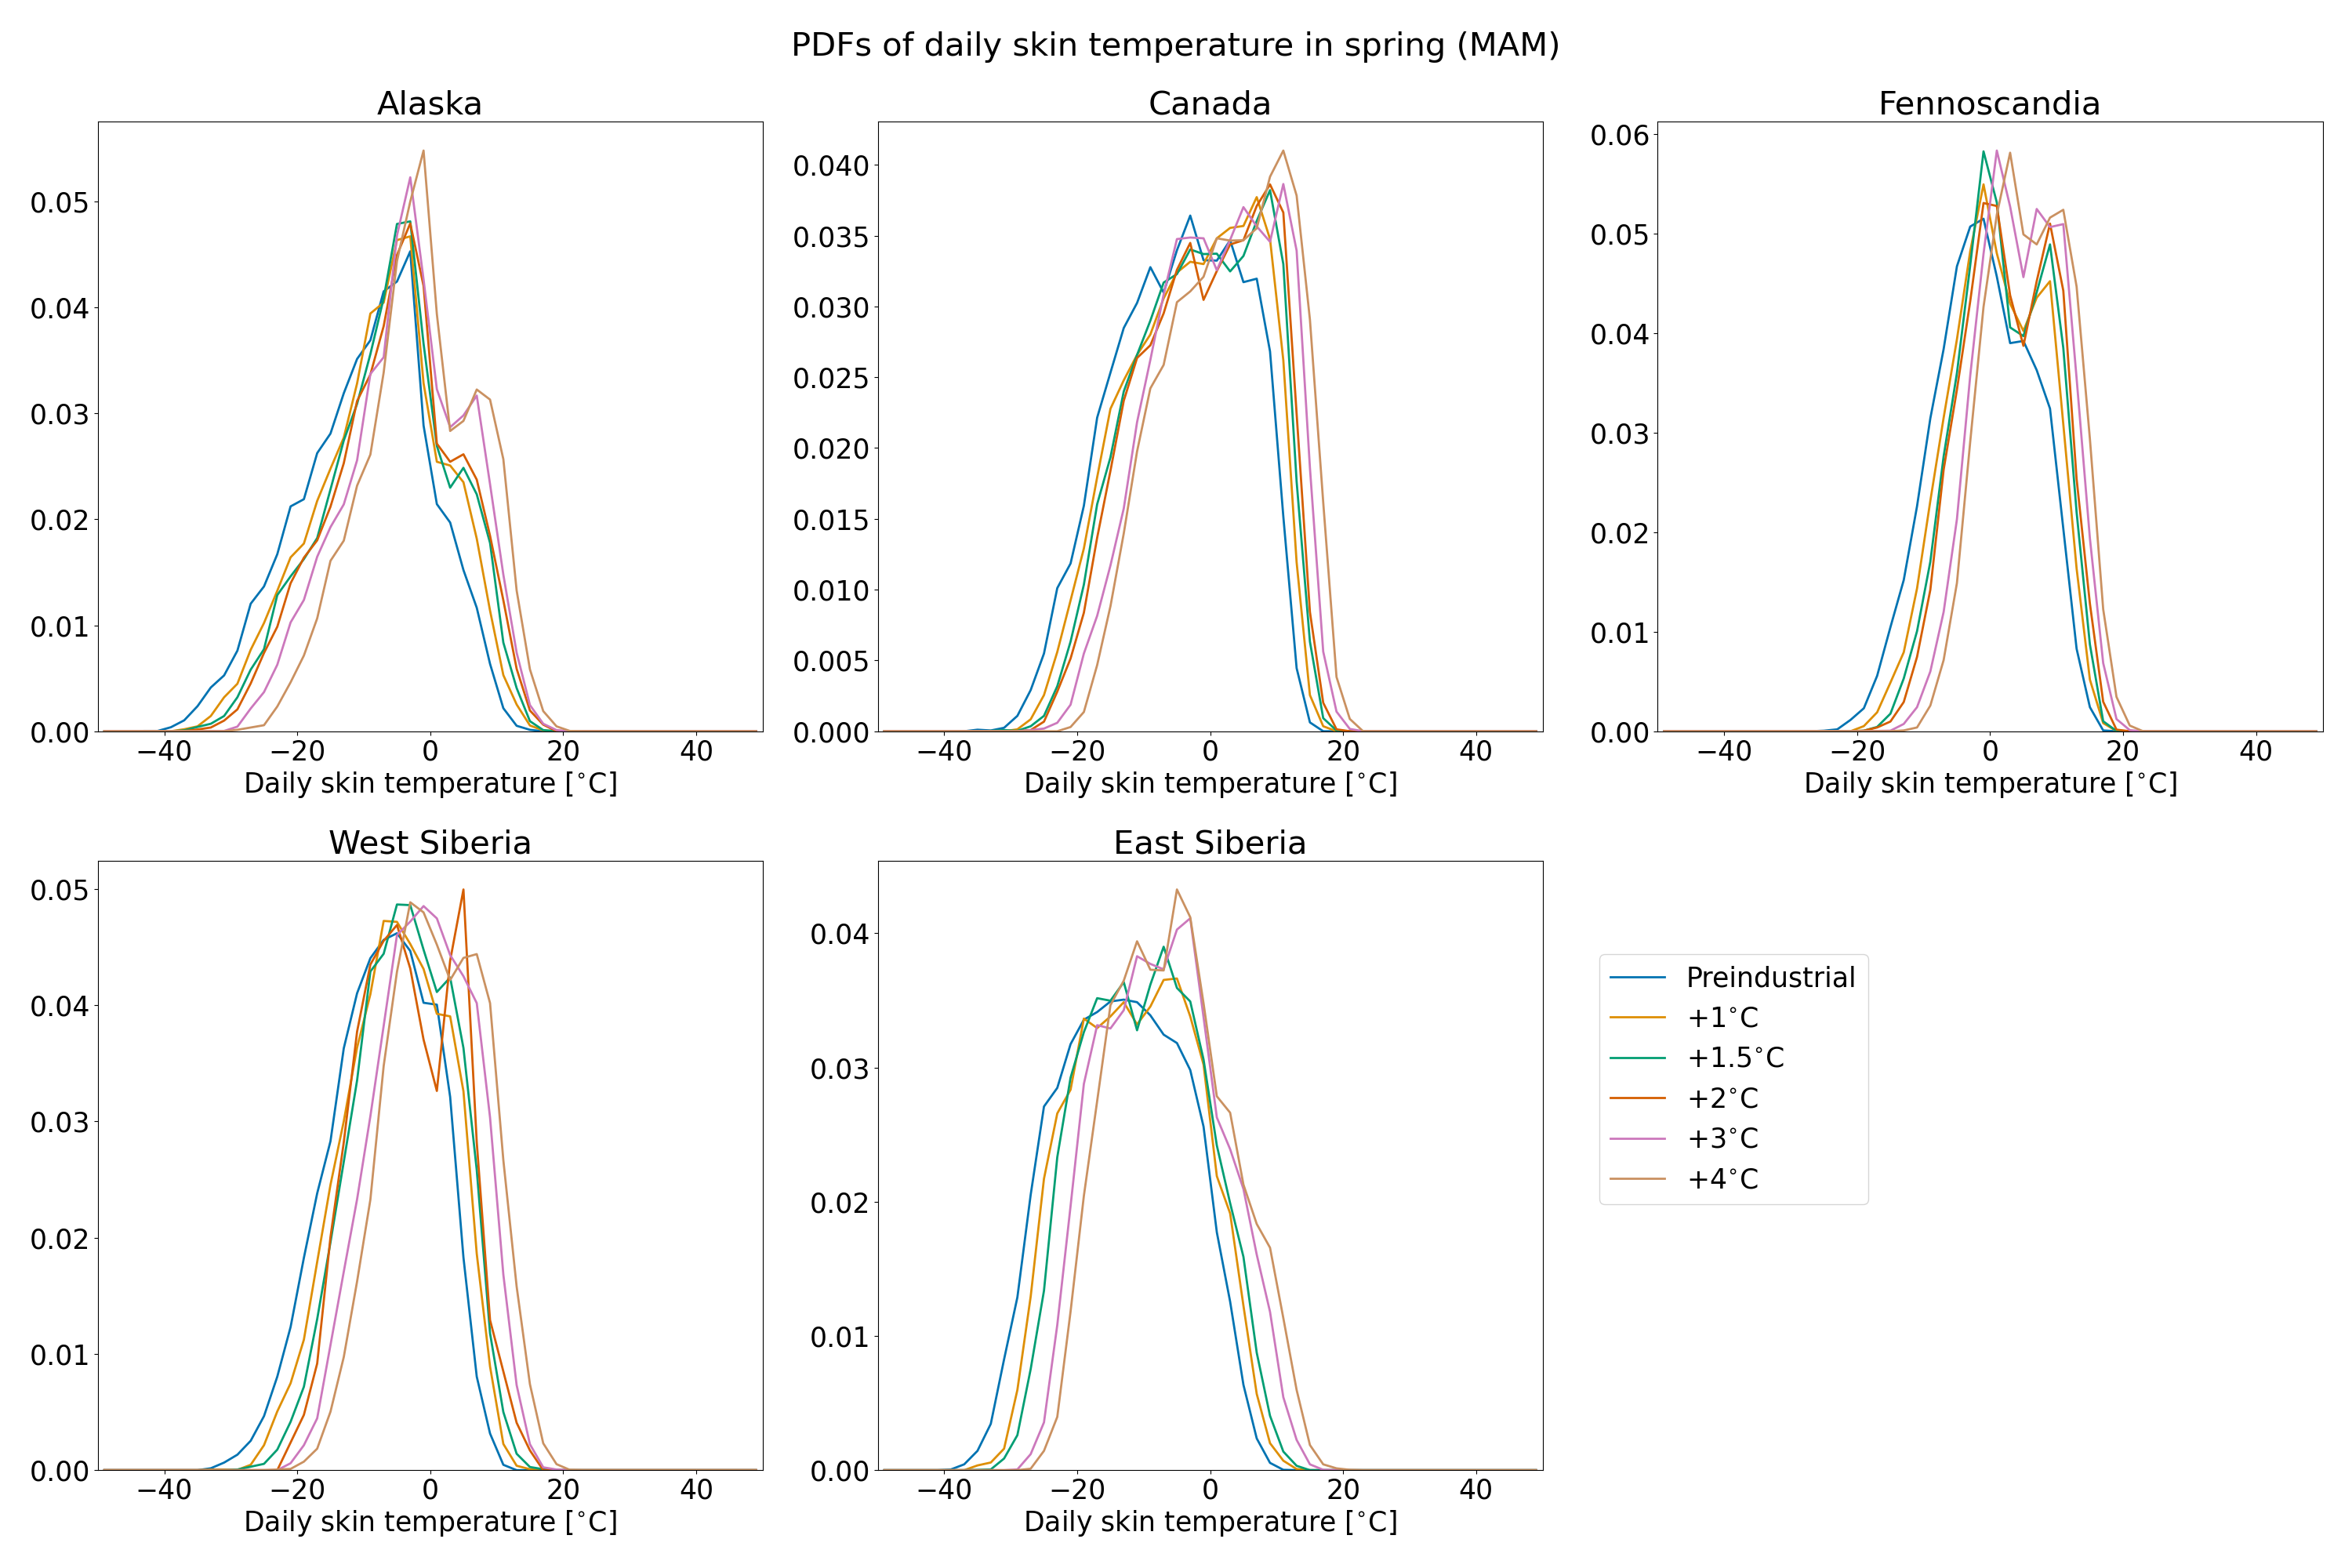 PDFs of daily skin temperature in spring (MAM)
Alaska
0.05
0.04
0.03
0.02
0.01
0.00
−40 −20 0 20 40
Daily skin temperature [°C]
Canada
0.040
0.035
0.030
0.025
0.020
0.015
0.010
0.005
0.000
−40 −20 0 20 40
Daily skin temperature [°C]
Fennoscandia
0.06
0.05
0.04
0.03
0.02
0.01
0.00
−40 −20 0 20 40
Daily skin temperature [°C]
West Siberia
0.05
0.04
0.03
0.02
0.01
0.00
−40 −20 0 20 40
Daily skin temperature [°C]
East Siberia
0.04
0.03
0.02
0.01
0.00
−40 −20 0 20 40
Daily skin temperature [°C]
Preindustrial
+1°C
+1.5°C
+2°C
+3°C
+4°C